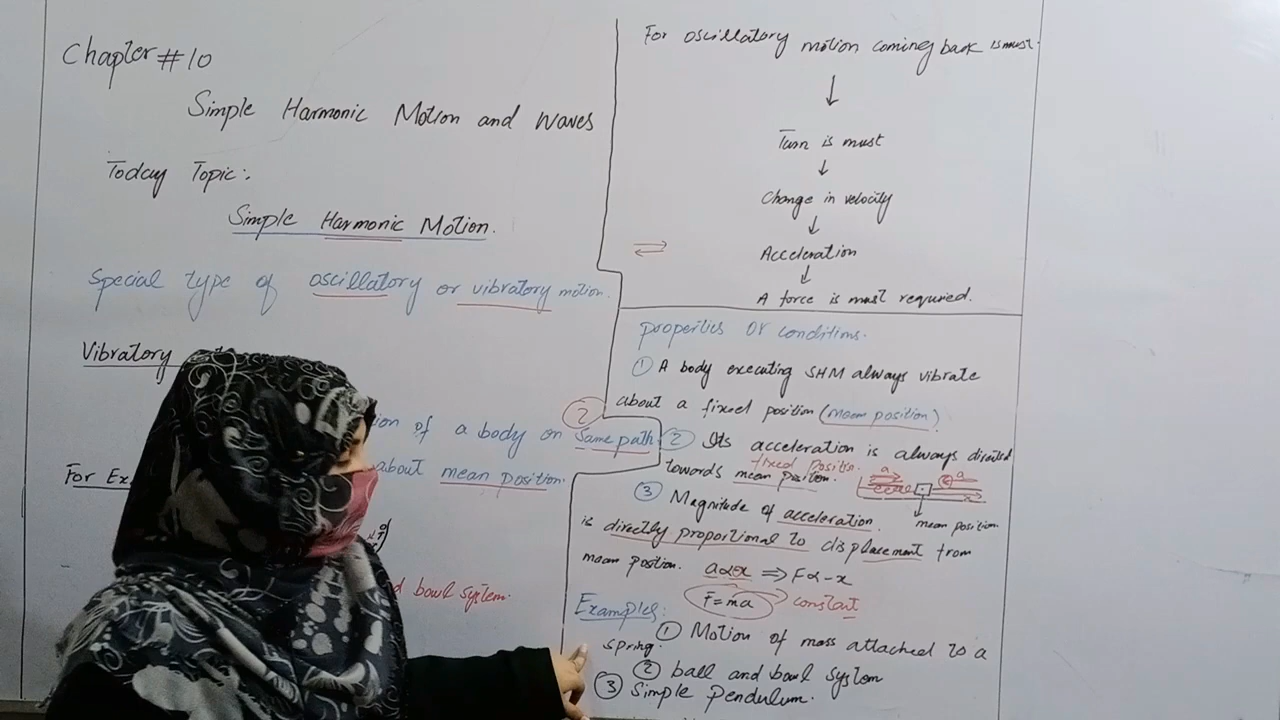 Chapter #10
Simple Harmonic Motion and Waves
Today Topic:
Simple Harmonic Motion.
Special type of oscillatory or vibratory motion.
Vibratory
of a body on same path
about mean position.
For Ex
of
bowl system.
For oscillatory motion coming back is must.
↓
Turn is must
↓
Change in velocity
↓
Acceleration
↓
A force is must required.
properties or conditions.
① A body executing SHM always vibrate
about a fixed position (mean position)
②
② Its acceleration is always directed
fixed
towards mean position.
a
a
x
mean position.
③ Magnitude of acceleration
is directly proportional to displacement from
mean postion. a α x ⇒ F α -x
F = ma constant
Examples:
① Motion of mass attached to a
spring.
② ball and bowl system
③ Simple pendulum.